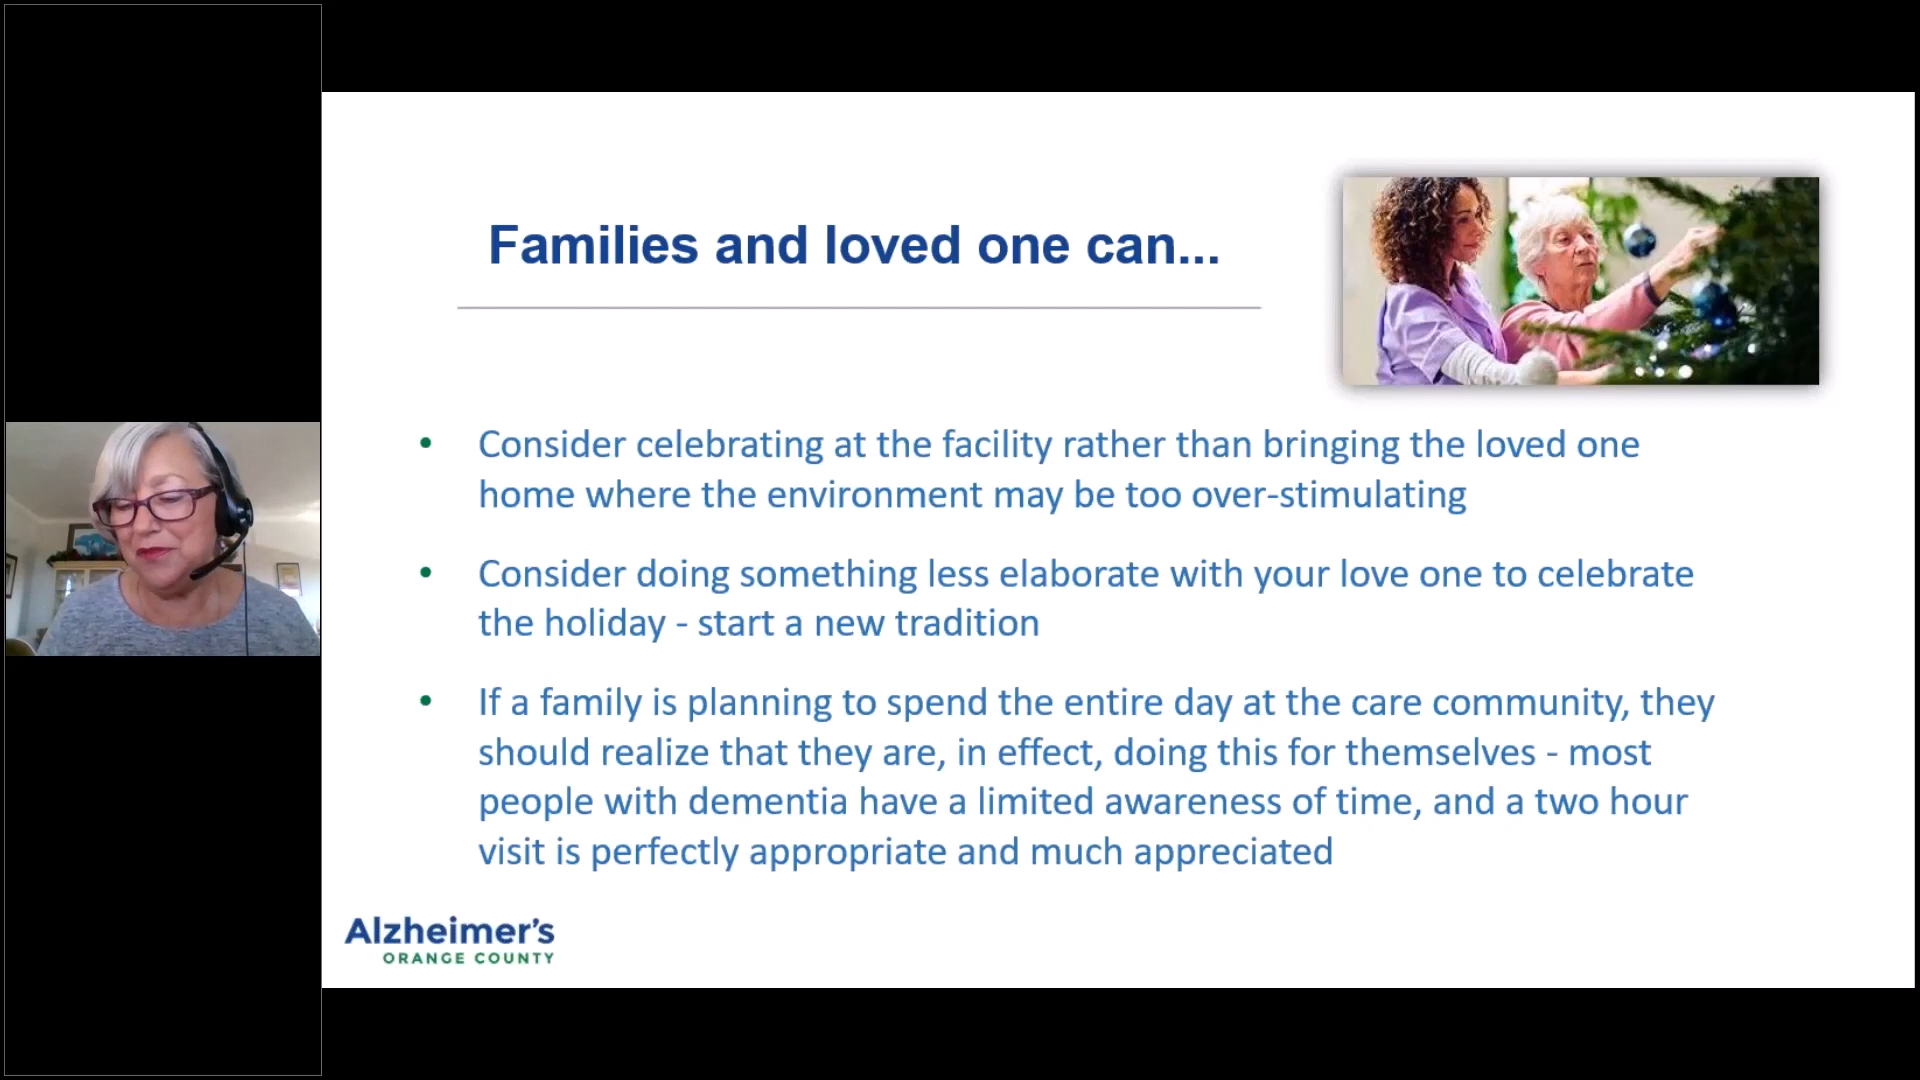 Families and loved one can...
• Consider celebrating at the facility rather than bringing the loved one
home where the environment may be too over-stimulating
• Consider doing something less elaborate with your love one to celebrate
the holiday - start a new tradition
• If a family is planning to spend the entire day at the care community, they
should realize that they are, in effect, doing this for themselves - most
people with dementia have a limited awareness of time, and a two hour
visit is perfectly appropriate and much appreciated
Alzheimer's
ORANGE COUNTY